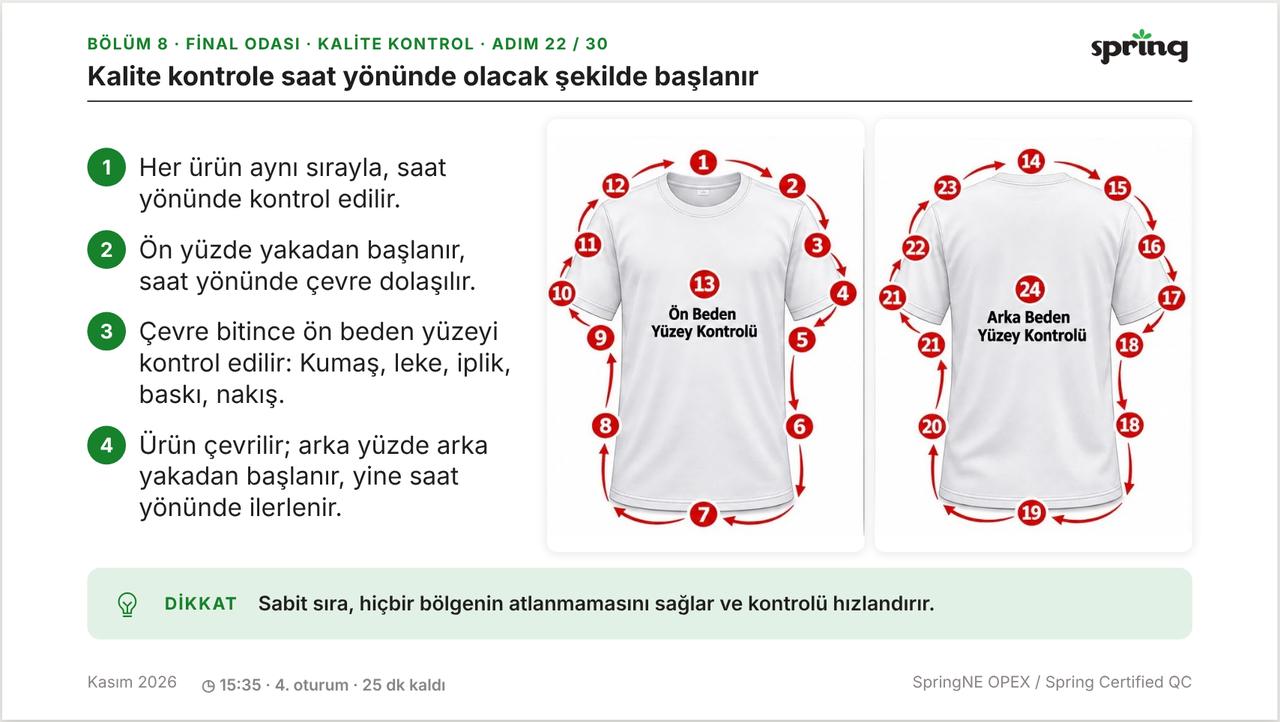 BÖLÜM 8 · FİNAL ODASI · KALİTE KONTROL · ADIM 22 / 30
spring
Kalite kontrole saat yönünde olacak şekilde başlanır
1 Her ürün aynı sırayla, saat
yönünde kontrol edilir.
2 Ön yüzde yakadan başlanır,
saat yönünde çevre dolaşılır.
3 Çevre bitince ön beden yüzeyi
kontrol edilir: Kumaş, leke, iplik,
baskı, nakış.
4 Ürün çevrilir; arka yüzde arka
yakadan başlanır, yine saat
yönünde ilerlenir.
1
2
3
4
5
6
7
8
9
10
11
12
13
Ön Beden
Yüzey Kontrolü
14
15
16
17
18
18
19
20
21
21
22
23
24
Arka Beden
Yüzey Kontrolü
DİKKAT Sabit sıra, hiçbir bölgenin atlanmamasını sağlar ve kontrolü hızlandırır.
Kasım 2026 15:35 · 4. oturum · 25 dk kaldı
SpringNE OPEX / Spring Certified QC